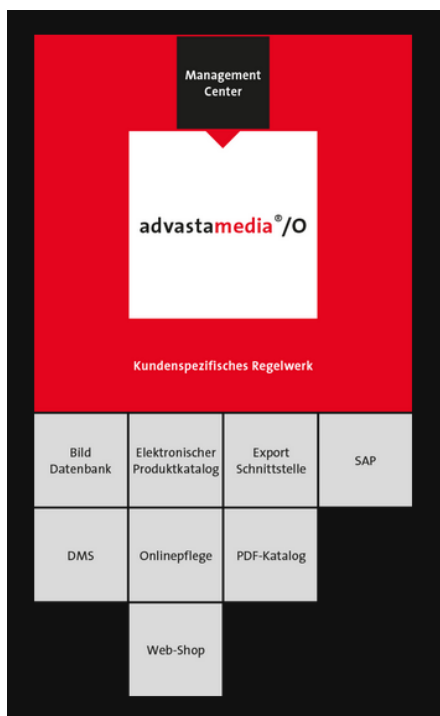 Management
Center
advastamedia®/O
Kundenspezifisches Regelwerk
Bild
Datenbank
Elektronischer
Produktkatalog
Export
Schnittstelle
SAP
DMS
Onlinepflege
PDF-Katalog
Web-Shop